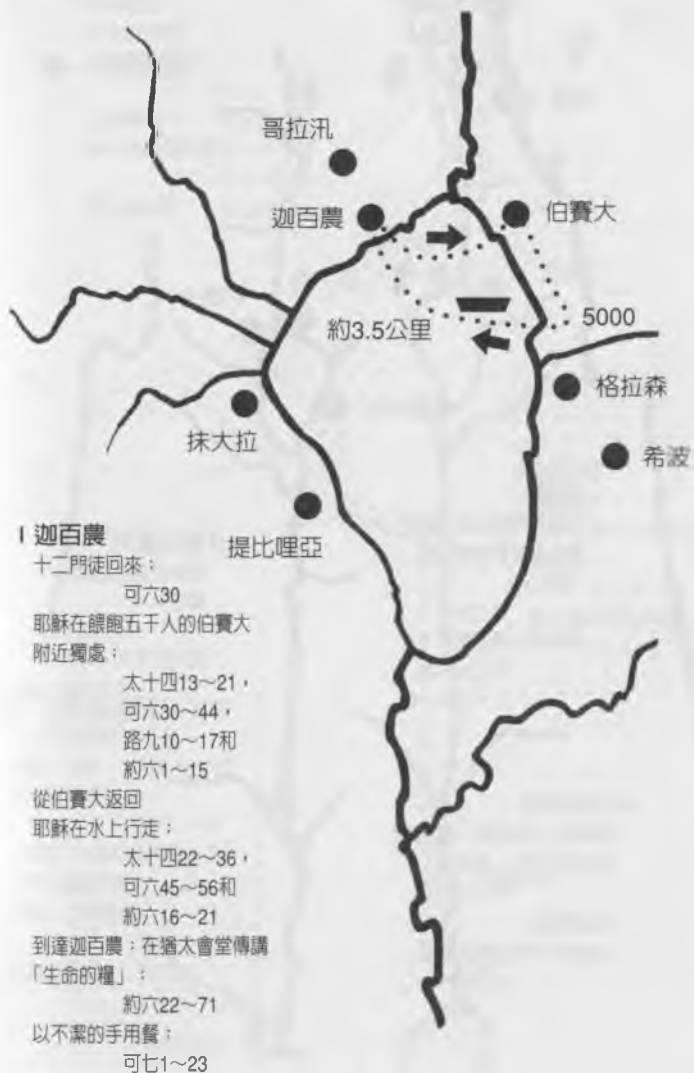 哥拉汛
迦百農
伯賽大
約3.5公里
5000
格拉森
抹大拉
希波
提比哩亞
1 迦百農
十二門徒回來：
可六30
耶穌在餵飽五千人的伯賽大
附近獨處：
太十四13～21，
可六30～44，
路九10～17和
約六1～15
從伯賽大返回
耶穌在水上行走：
太十四22～36，
可六45～56和
約六16～21
到達迦百農：在猶太會堂傳講
「生命的糧」：
約六22～71
以不潔的手用餐：
可七1～23